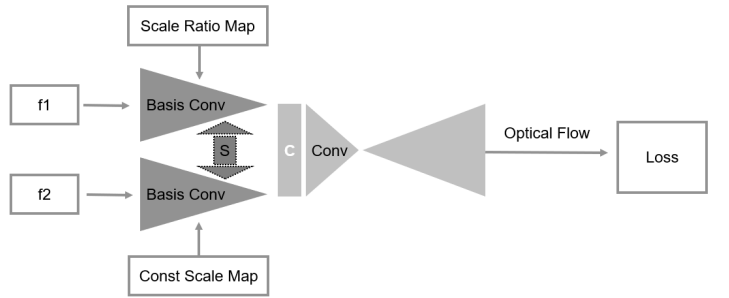 Scale Ratio Map
f1
Basis Conv
S
C
Conv
Optical Flow
Loss
f2
Basis Conv
Const Scale Map